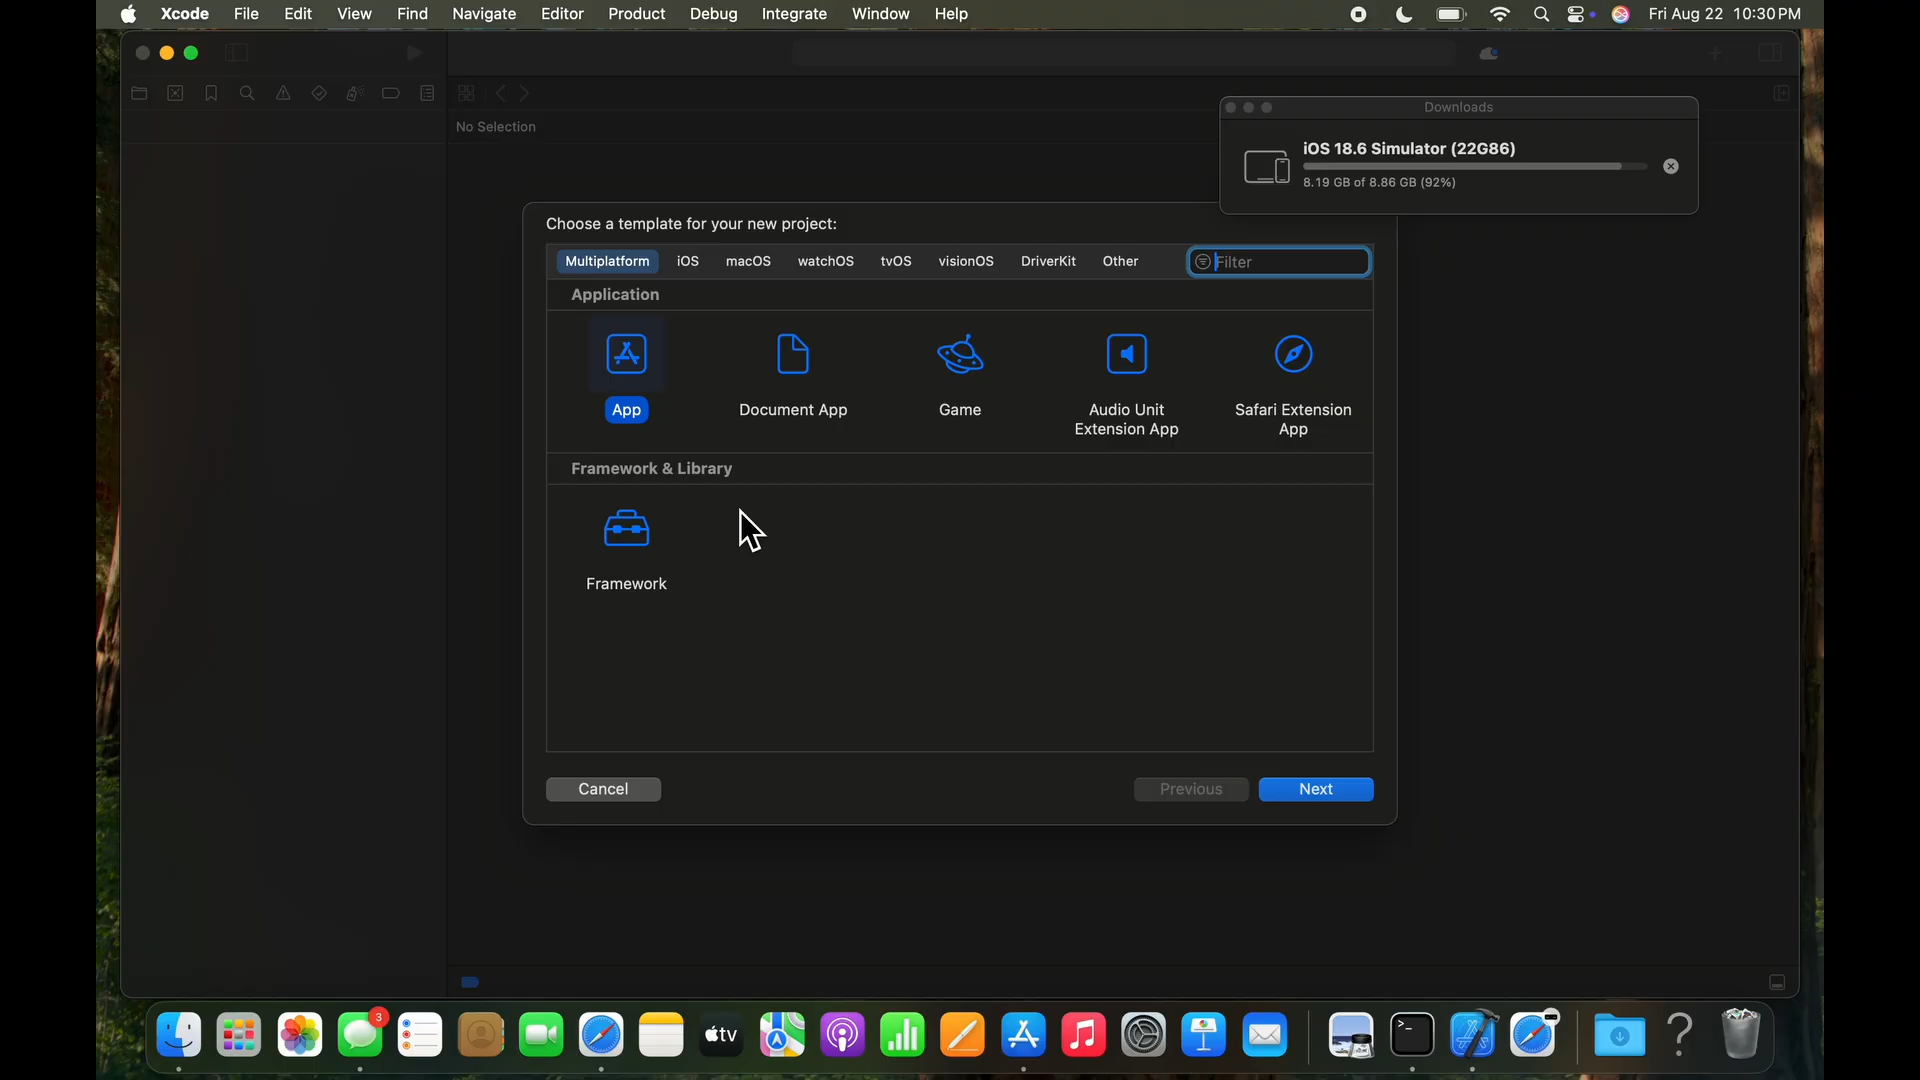 Xcode File Edit View Find Navigate Editor Product Debug Integrate Window Help Fri Aug 22 10:30 PM
Downloads
No Selection
iOS 18.6 Simulator (22G86)
8.19 GB of 8.86 GB (92%)
Choose a template for your new project:
Multiplatform iOS macOS watchOS tvOS visionOS DriverKit Other Filter
Application
App Document App Game Audio Unit Safari Extension
Extension App App
Framework & Library
Framework
Cancel Previous Next
3
tv